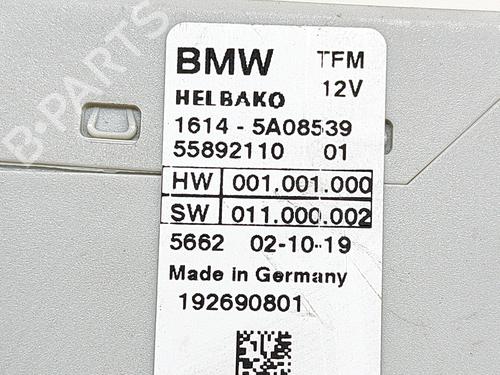 BMW TFM
12V
HELBAKO
1614 - 5A08539
55892110 01
HW 001.001.000
SW 011.000.002
5662 02-10-19
Made in Germany
192690801
B-PARTS